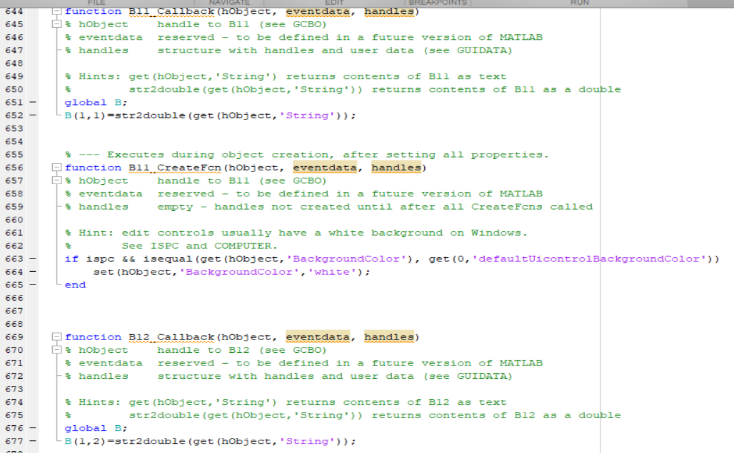 FILE NAVIGATE EDIT BREAKPOINTS RUN
644 function B11_Callback(hObject, eventdata, handles)
645 % hObject    handle to B11 (see GCBO)
646 % eventdata  reserved - to be defined in a future version of MATLAB
647 % handles    structure with handles and user data (see GUIDATA)
648
649 % Hints: get(hObject,'String') returns contents of B11 as text
650 %        str2double(get(hObject,'String')) returns contents of B11 as a double
651 – global B;
652 – B(1,1)=str2double(get(hObject,'String'));
653
654
655 % --- Executes during object creation, after setting all properties.
656 function B11_CreateFcn(hObject, eventdata, handles)
657 % hObject    handle to B11 (see GCBO)
658 % eventdata  reserved - to be defined in a future version of MATLAB
659 % handles    empty - handles not created until after all CreateFcns called
660
661 % Hint: edit controls usually have a white background on Windows.
662 %       See ISPC and COMPUTER.
663 – if ispc && isequal(get(hObject,'BackgroundColor'), get(0,'defaultUicontrolBackgroundColor'))
664 –     set(hObject,'BackgroundColor','white');
665 – end
666
667
668
669 function B12_Callback(hObject, eventdata, handles)
670 % hObject    handle to B12 (see GCBO)
671 % eventdata  reserved - to be defined in a future version of MATLAB
672 % handles    structure with handles and user data (see GUIDATA)
673
674 % Hints: get(hObject,'String') returns contents of B12 as text
675 %        str2double(get(hObject,'String')) returns contents of B12 as a double
676 – global B;
677 – B(1,2)=str2double(get(hObject,'String'));